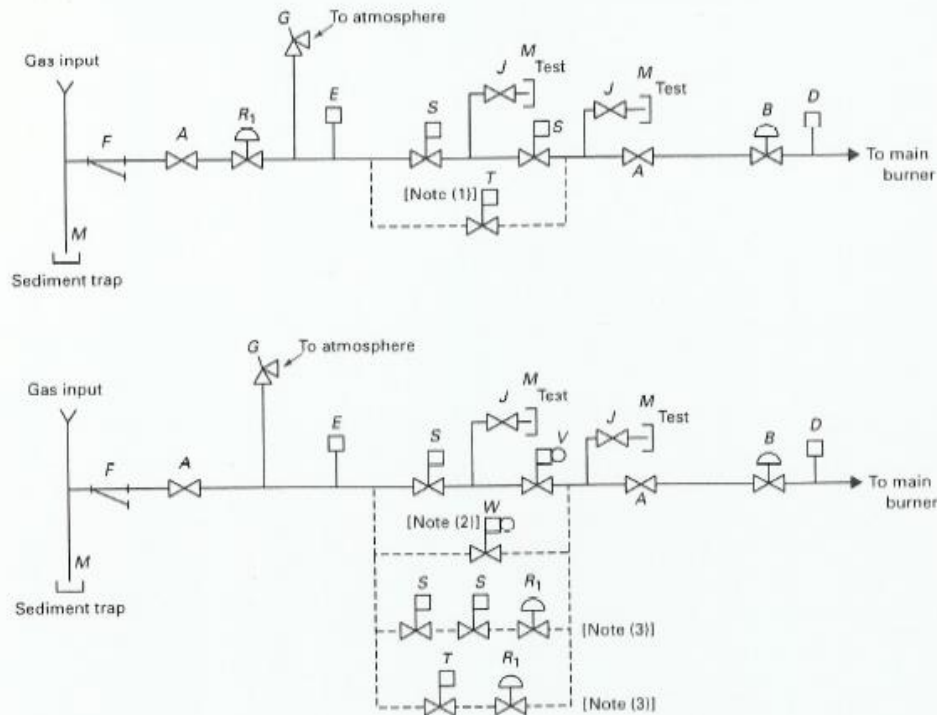 G
To atmosphere
Gas input
F
A
R1
E
S
J
M
Test
S
J
M
Test
A
B
D
To main
burner
[Note (1)]
T
M
Sediment trap
G
To atmosphere
Gas input
F
A
E
S
J
M
Test
V
J
M
Test
A
B
D
To main
burner
[Note (2)]
W
M
Sediment trap
S
S
R1
[Note (3)]
T
R1
[Note (3)]